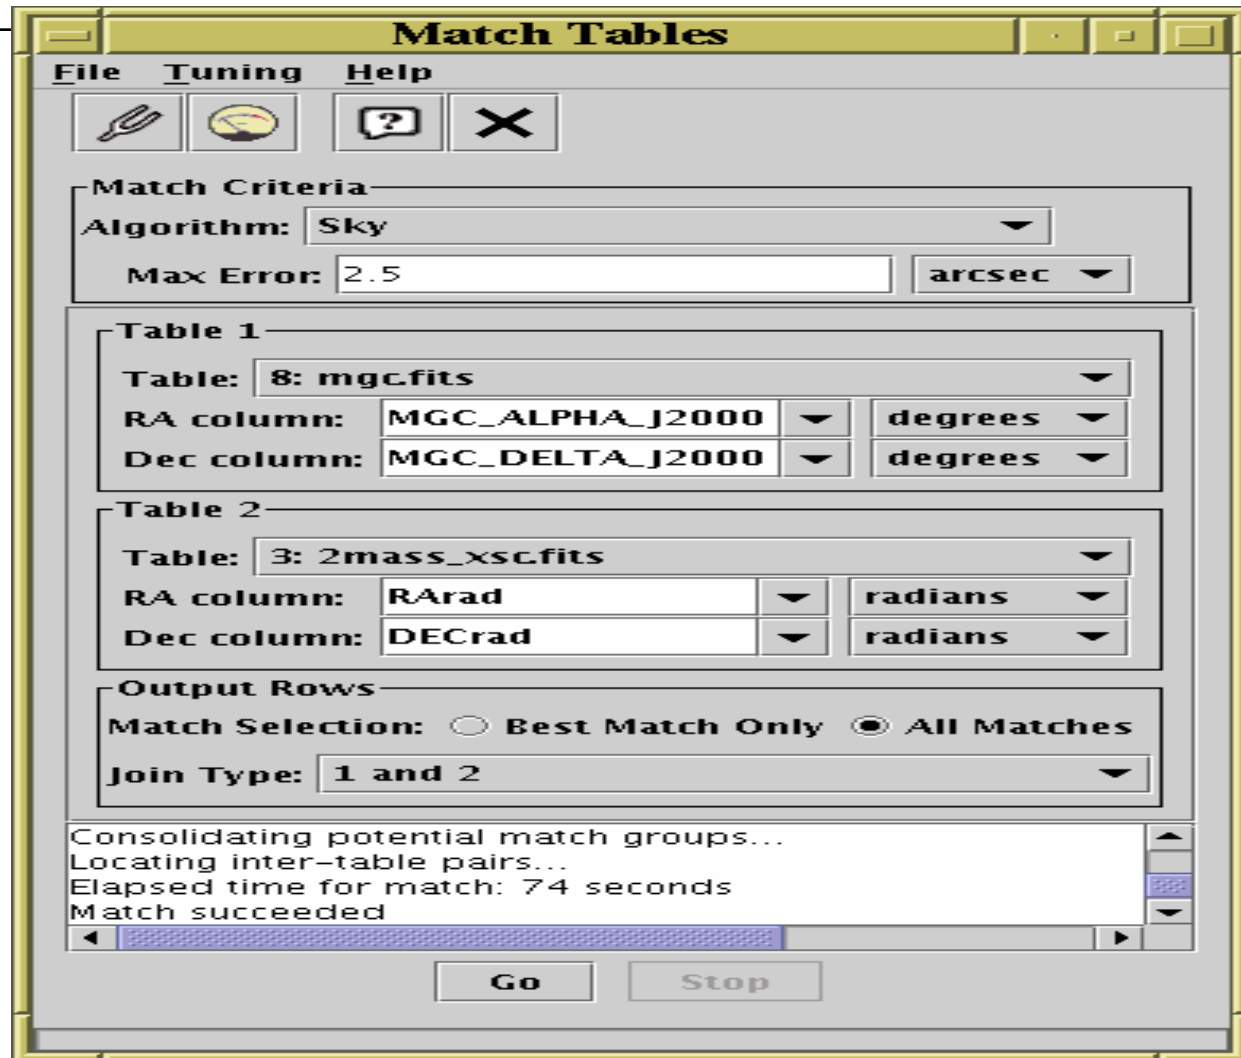 Match Tables
File Tuning Help
?
Match Criteria
Algorithm: Sky
Max Error: 2.5 arcsec
Table 1
Table: 8: mgc.fits
RA column: MGC_ALPHA_J2000 degrees
Dec column: MGC_DELTA_J2000 degrees
Table 2
Table: 3: 2mass_xsc.fits
RA column: RArad radians
Dec column: DECrad radians
Output Rows
Match Selection: Best Match Only All Matches
Join Type: 1 and 2
Consolidating potential match groups...
Locating inter-table pairs...
Elapsed time for match: 74 seconds
Match succeeded
Go Stop